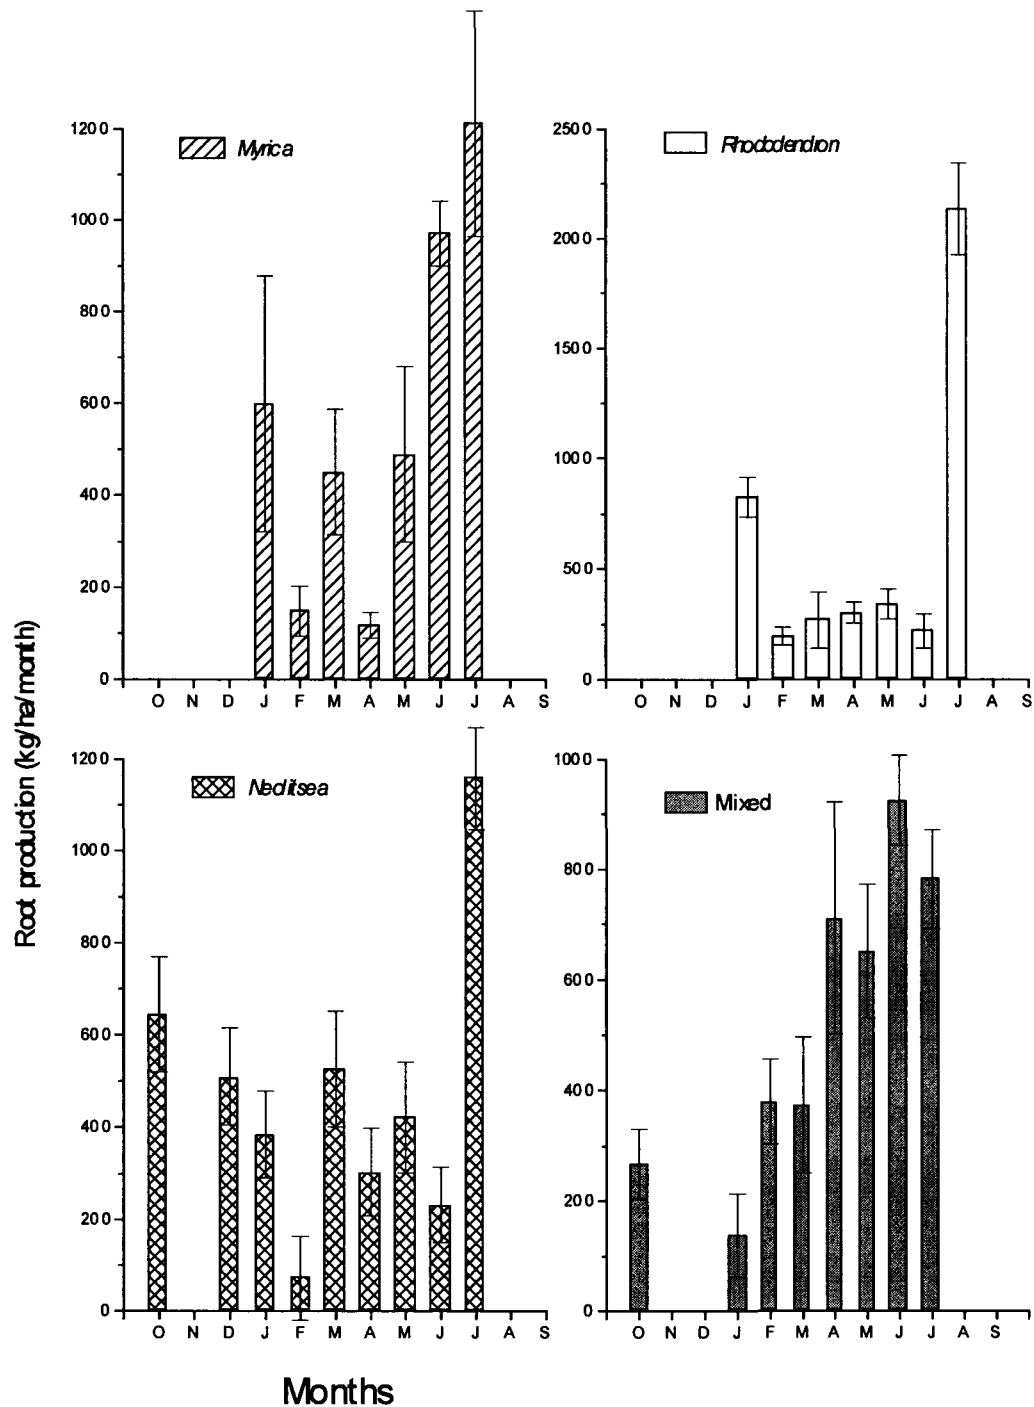 Root production (kg/ha/month)
1200
1000
800
600
400
200
0
Myrica
O N D J F M A M J J A S
2500
2000
1500
1000
500
0
Rhododendron
O N D J F M A M J J A S
1200
1000
800
600
400
200
0
Neolitsea
O N D J F M A M J J A S
1000
800
600
400
200
0
Mixed
O N D J F M A M J J A S
Months